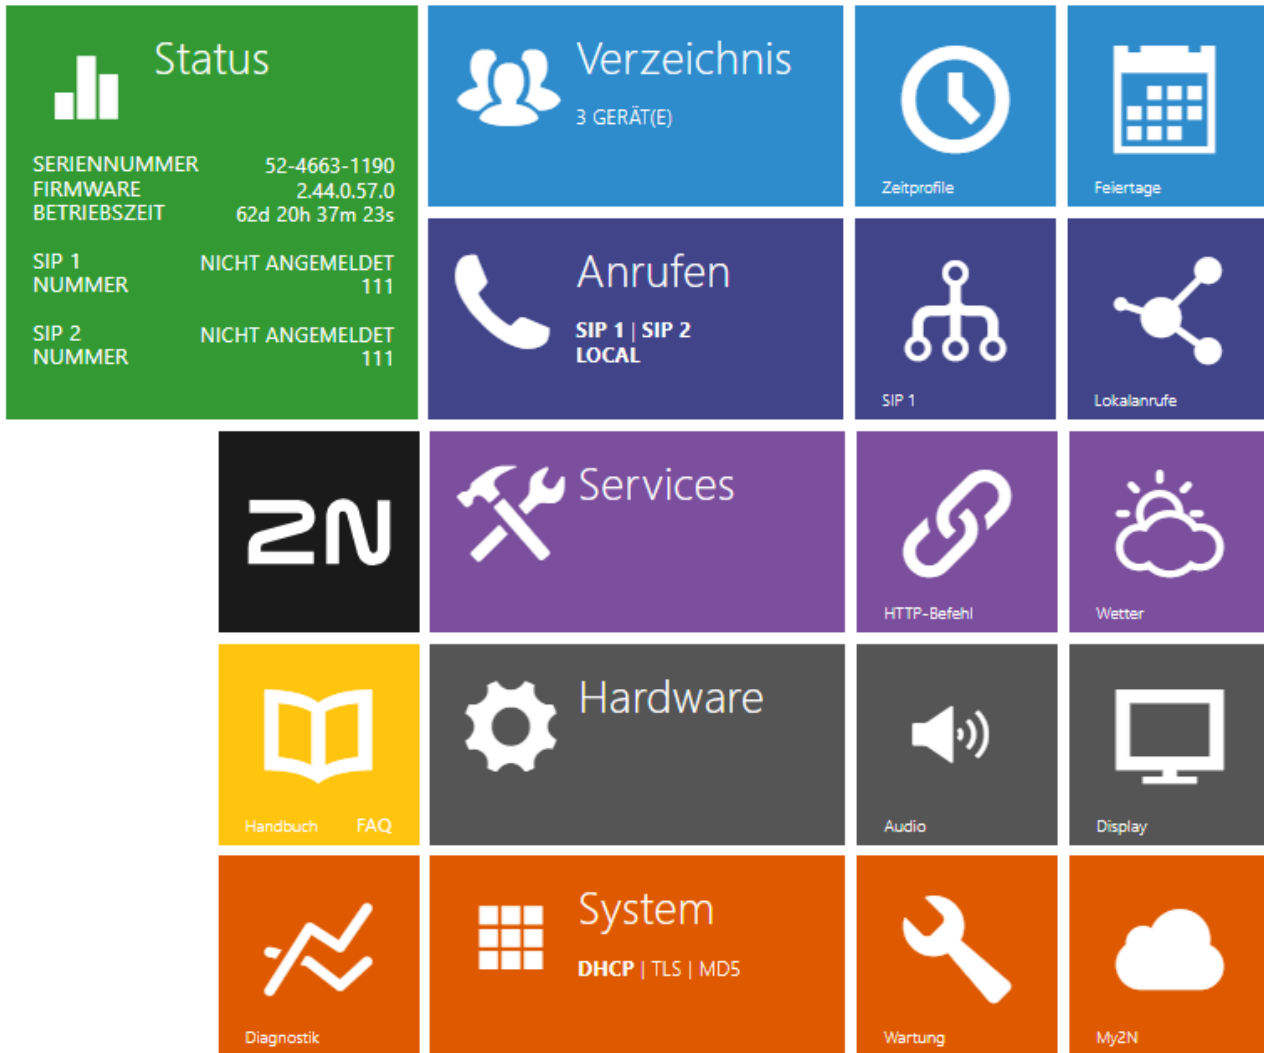 Status
SERIENNUMMER 52-4663-1190
FIRMWARE 2.44.0.57.0
BETRIEBSZEIT 62d 20h 37m 23s
SIP 1 NICHT ANGEMELDET
NUMMER 111
SIP 2 NICHT ANGEMELDET
NUMMER 111
Verzeichnis
3 GERÄT(E)
Zeitprofile
Feiertage
Anrufen
SIP 1 | SIP 2
LOCAL
SIP 1
Lokalanrufe
2N
Services
HTTP-Befehl
Wetter
Handbuch FAQ
Hardware
Audio
Display
Diagnostik
System
DHCP | TLS | MD5
Wartung
My2N